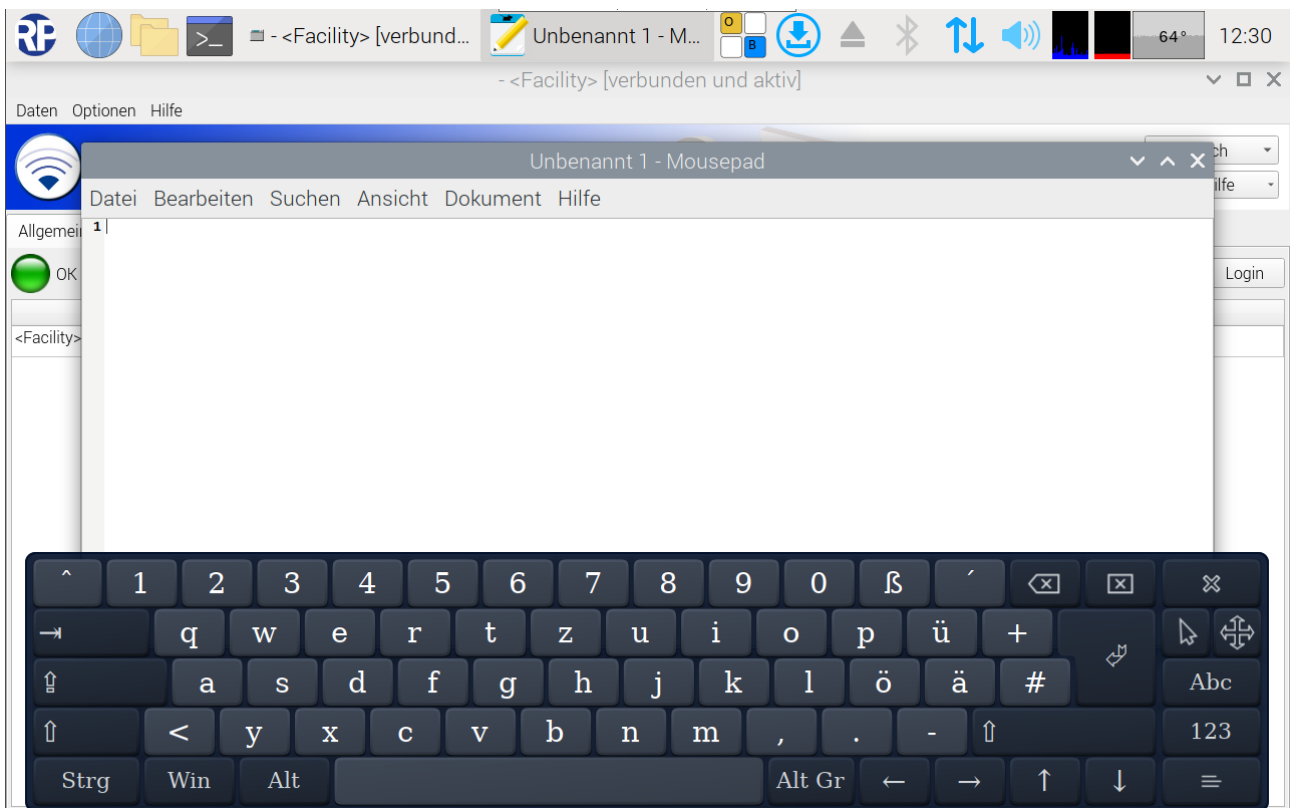 - <Facility> [verbund... Unbenannt 1 - M... O B 64° 12:30
- <Facility> [verbunden und aktiv]
Daten Optionen Hilfe
Unbenannt 1 - Mousepad
ch
Datei Bearbeiten Suchen Ansicht Dokument Hilfe
ilfe
Allgemei
1
OK
Login
<Facility>
^ 1 2 3 4 5 6 7 8 9 0 ß ´
q w e r t z u i o p ü +
a s d f g h j k l ö ä # Abc
< y x c v b n m , . - 123
Strg Win Alt Alt Gr ← → ↑ ↓